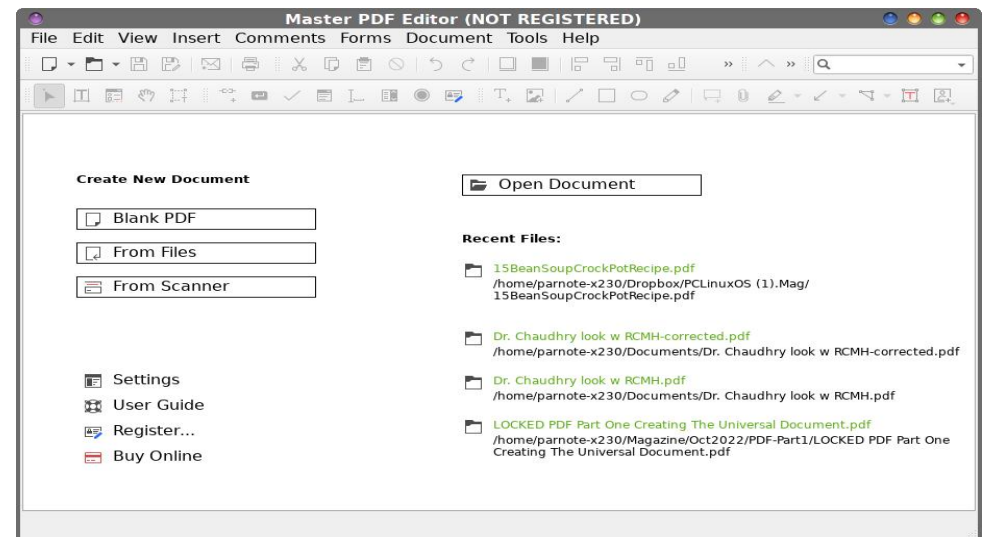 Master PDF Editor (NOT REGISTERED)
File Edit View Insert Comments Forms Document Tools Help
Create New Document
Blank PDF
From Files
From Scanner
Settings
User Guide
Register...
Buy Online
Open Document
Recent Files:
15BeanSoupCrockPotRecipe.pdf
/home/parnote-x230/Dropbox/PCLinuxOS (1).Mag/
15BeanSoupCrockPotRecipe.pdf
Dr. Chaudhry look w RCMH-corrected.pdf
/home/parnote-x230/Documents/Dr. Chaudhry look w RCMH-corrected.pdf
Dr. Chaudhry look w RCMH.pdf
/home/parnote-x230/Documents/Dr. Chaudhry look w RCMH.pdf
LOCKED PDF Part One Creating The Universal Document.pdf
/home/parnote-x230/Magazine/Oct2022/PDF-Part1/LOCKED PDF Part One
Creating The Universal Document.pdf